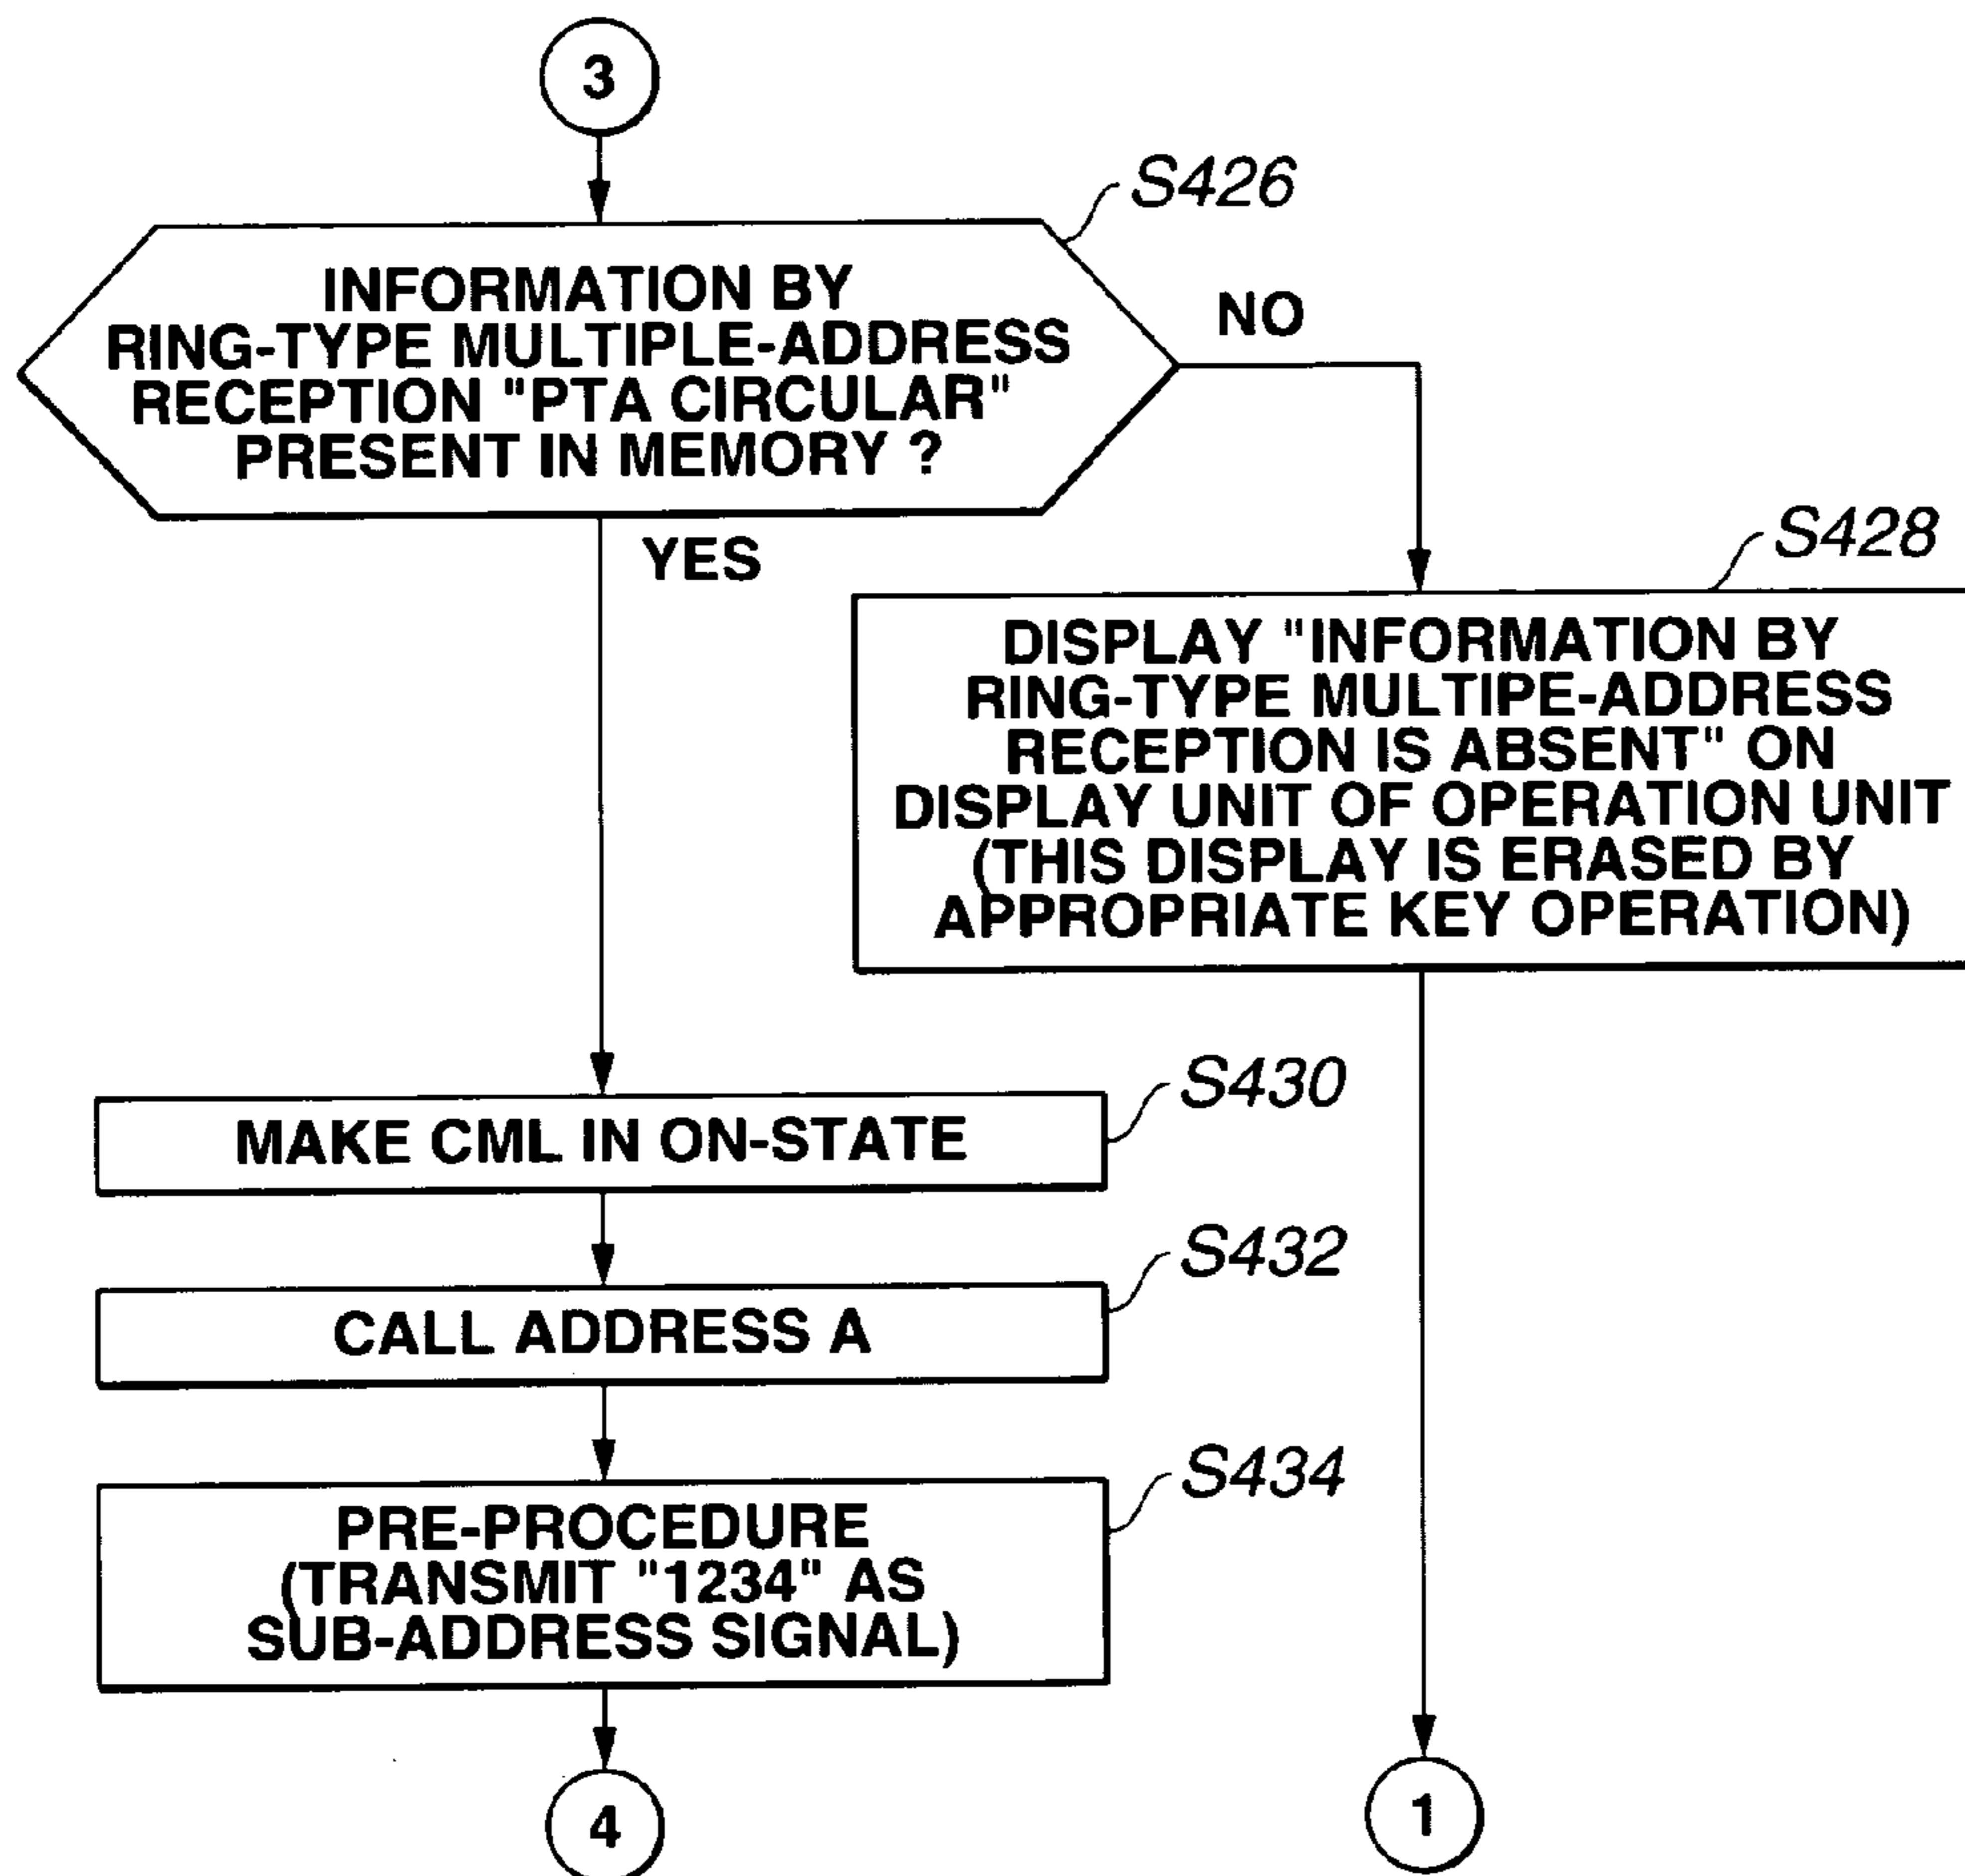 3
S426
INFORMATION BY
RING-TYPE MULTIPLE-ADDRESS
RECEPTION "PTA CIRCULAR"
PRESENT IN MEMORY ?
NO
YES
S428
DISPLAY "INFORMATION BY
RING-TYPE MULTIPE-ADDRESS
RECEPTION IS ABSENT" ON
DISPLAY UNIT OF OPERATION UNIT
(THIS DISPLAY IS ERASED BY
APPROPRIATE KEY OPERATION)
S430
MAKE CML IN ON-STATE
S432
CALL ADDRESS A
S434
PRE-PROCEDURE
(TRANSMIT "1234" AS
SUB-ADDRESS SIGNAL)
4
1